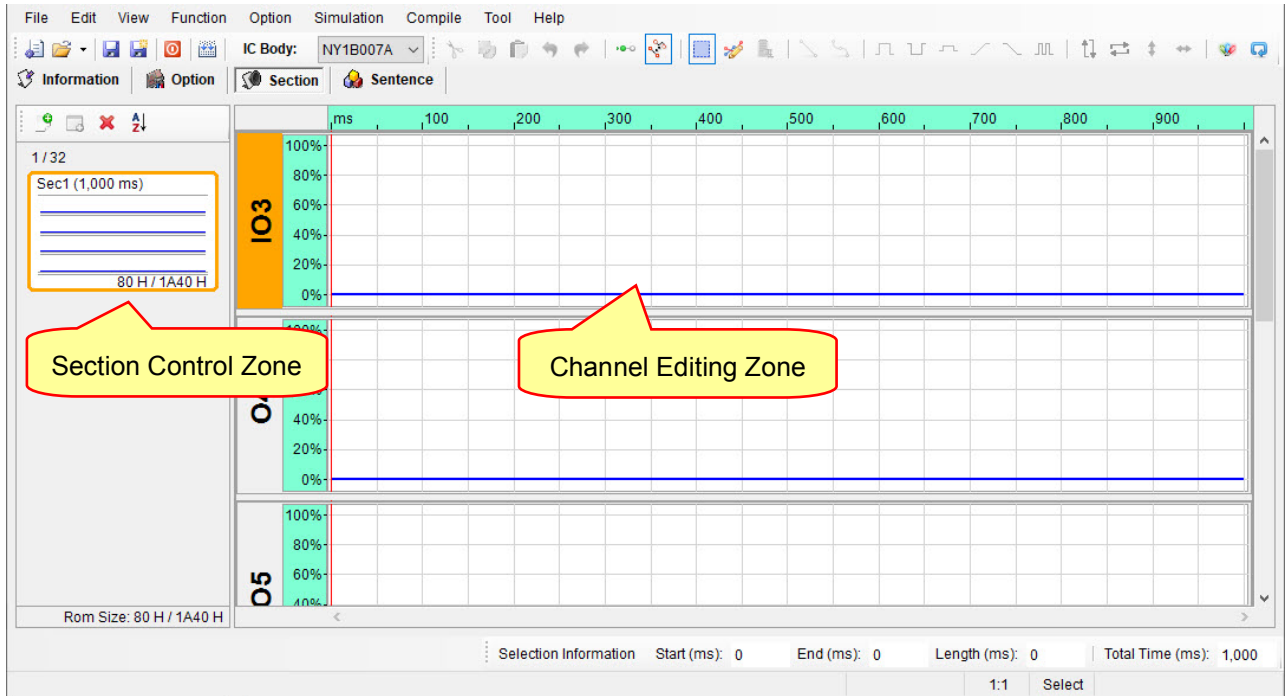 File Edit View Function Option Simulation Compile Tool Help
IC Body: NY1B007A
Information Option Section Sentence
ms 100 200 300 400 500 600 700 800 900
1 / 32
Sec1 (1,000 ms)
80 H / 1A40 H
Section Control Zone
Rom Size: 80 H / 1A40 H
IO3
100%
80%
60%
40%
20%
0%
Channel Editing Zone
100%
40%
20%
0%
O5
100%
80%
60%
40%
Selection Information Start (ms): 0 End (ms): 0 Length (ms): 0 Total Time (ms): 1,000
1:1 Select